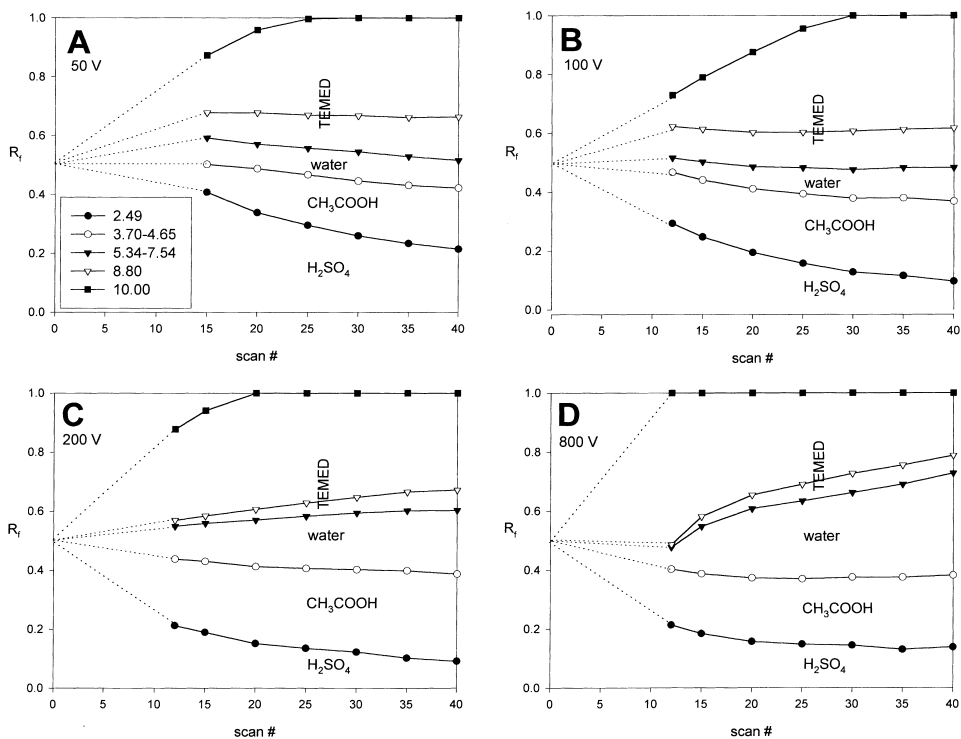 A
50 V
1.0
0.8
0.6
0.4
0.2
0.0
Rf
TEMED
water
CH3COOH
H2SO4
2.49
3.70-4.65
5.34-7.54
8.80
10.00
0 5 10 15 20 25 30 35 40
scan #
B
100 V
1.0
0.8
0.6
0.4
0.2
0.0
Rf
TEMED
water
CH3COOH
H2SO4
0 5 10 15 20 25 30 35 40
scan #
C
200 V
1.0
0.8
0.6
0.4
0.2
0.0
Rf
TEMED
water
CH3COOH
H2SO4
0 5 10 15 20 25 30 35 40
scan #
D
800 V
1.0
0.8
0.6
0.4
0.2
0.0
Rf
TEMED
water
CH3COOH
H2SO4
0 5 10 15 20 25 30 35 40
scan #